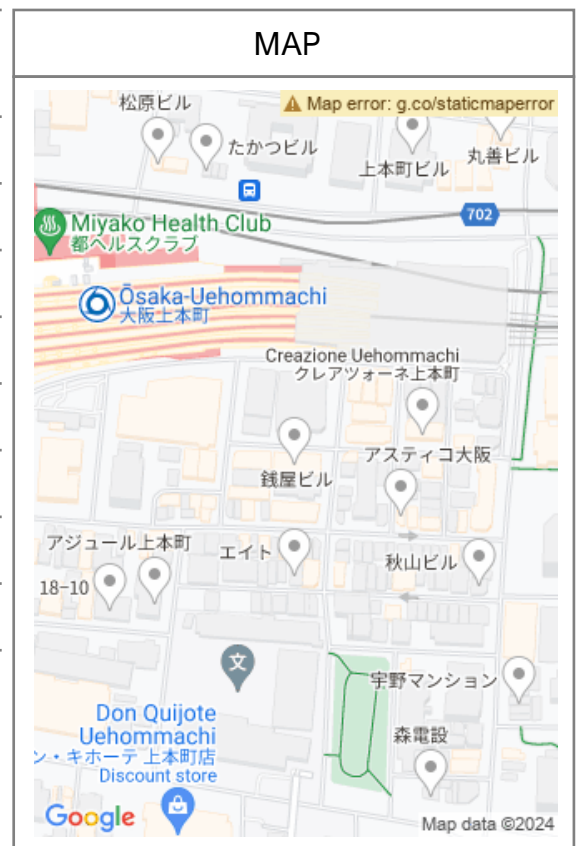 MAP
松原ビル
Map error: g.co/staticmaperror
たかつビル
上本町ビル
丸善ビル
702
Miyako Health Club
都ヘルスクラブ
Ōsaka-Uehommachi
大阪上本町
Creazione Uehommachi
クレアツォーネ上本町
アスティコ大阪
銭屋ビル
アジュール上本町
エイト
秋山ビル
18-10
文
宇野マンション
Don Quijote
Uehommachi
ン・キホーテ 上本町店
Discount store
森電設
Google
Map data ©2024